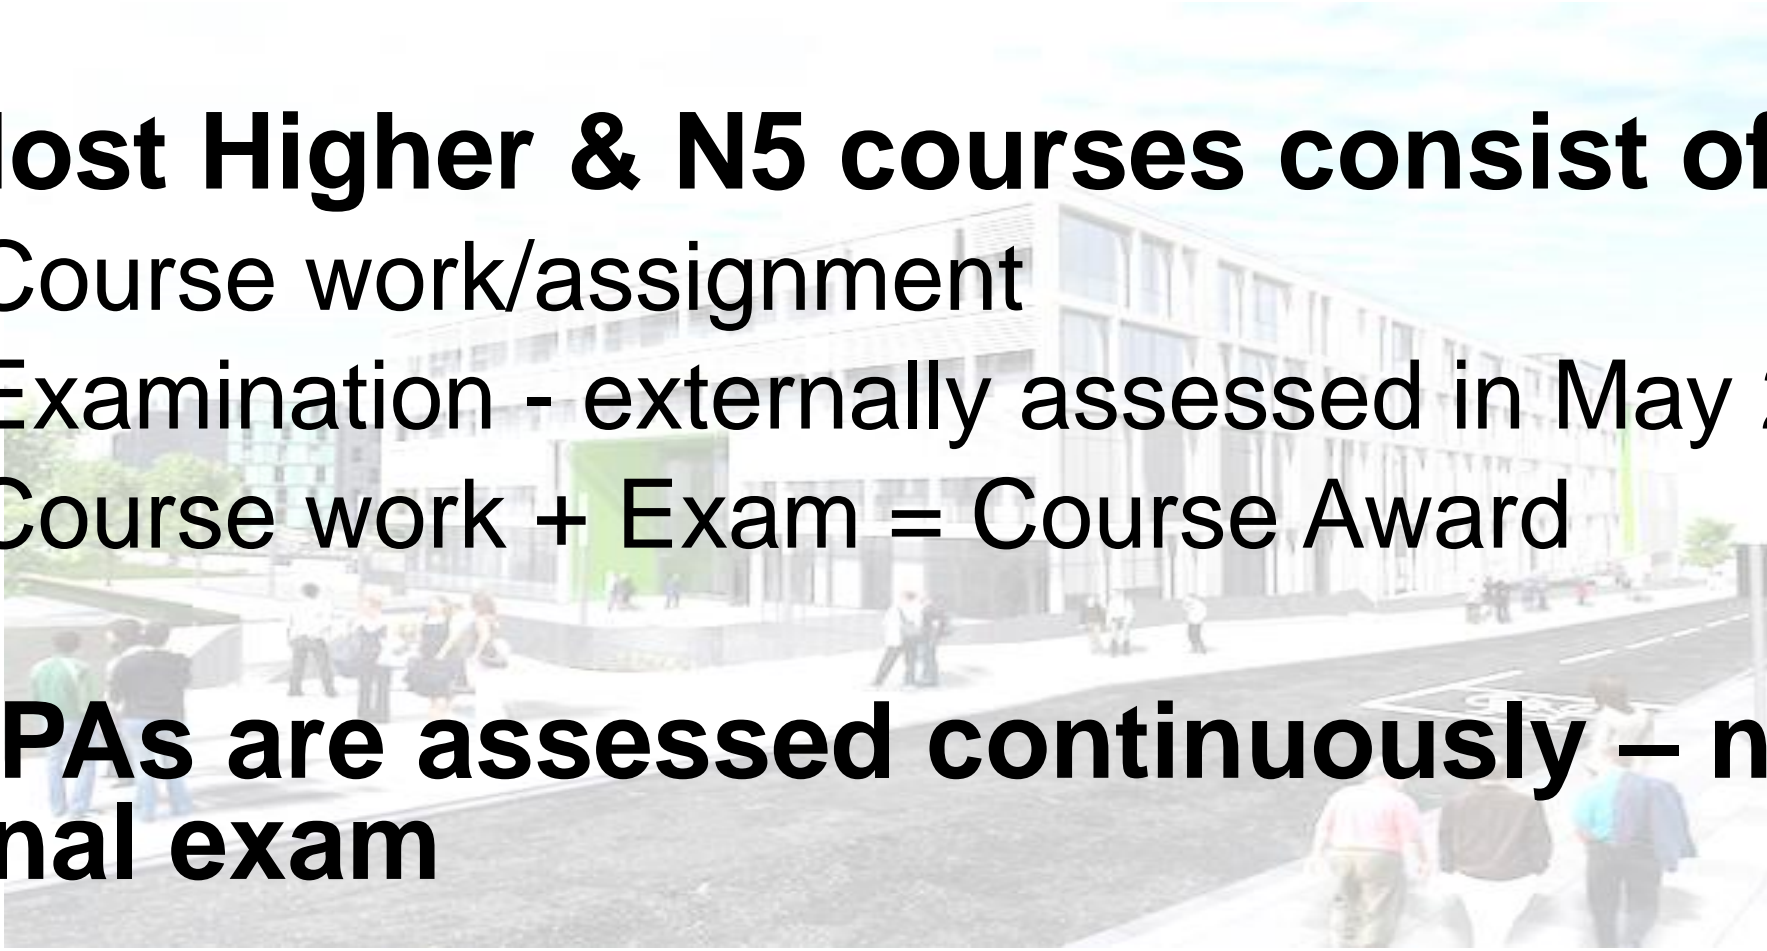 ost Higher & N5 courses consist of
Course work/assignment
Examination - externally assessed in May
Course work + Exam = Course Award
PAs are assessed continuously –
nal exam